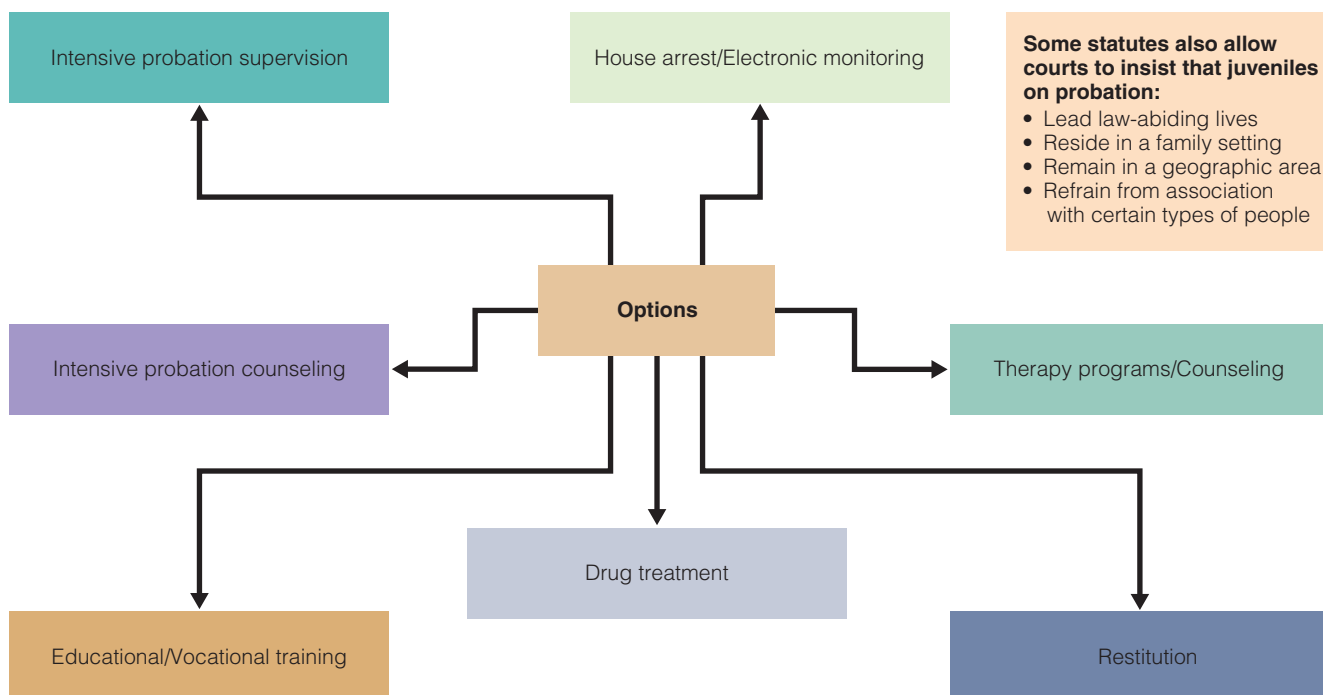 Intensive probation supervision
House arrest/Electronic monitoring
Some statutes also allow
courts to insist that juveniles
on probation:
• Lead law-abiding lives
• Reside in a family setting
• Remain in a geographic area
• Refrain from association
with certain types of people
Options
Intensive probation counseling
Therapy programs/Counseling
Drug treatment
Educational/Vocational training
Restitution